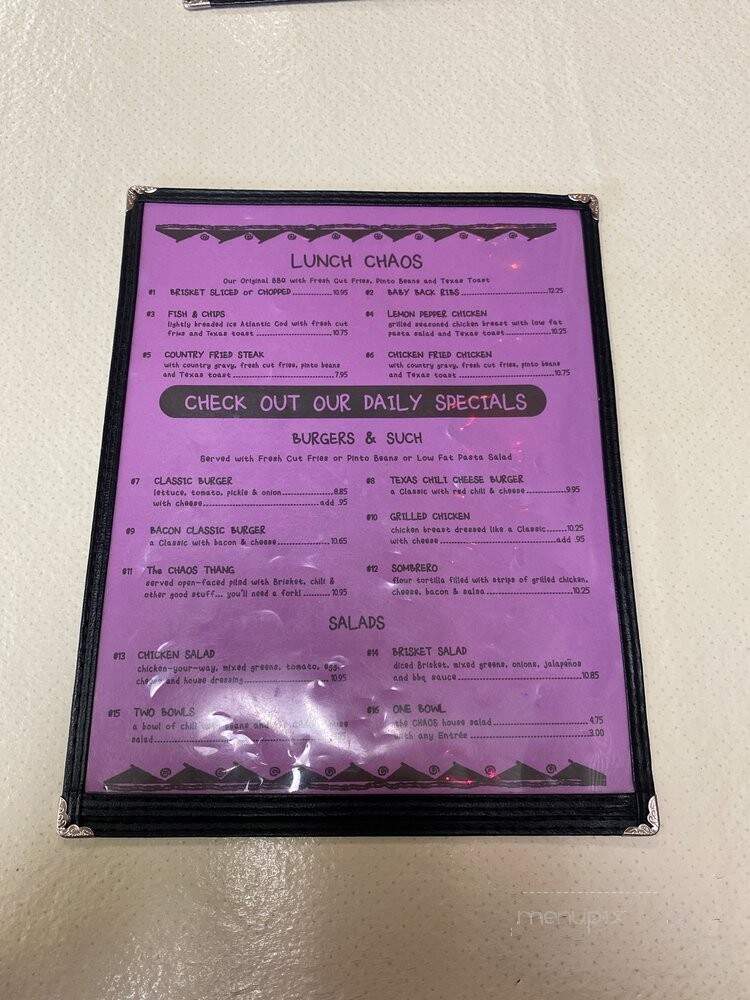 LUNCH CHAOS
Our Original BBQ with Fresh Cut Fries, Pinto Beans and Texas Toast
#1 BRISKET SLICED or CHOPPED 10.95
#2 BABY BACK RIBS 12.25
#3 FISH & CHIPS
lightly breaded ice Atlantic Cod with fresh cut
fries and Texas toast 10.75
#4 LEMON PEPPER CHICKEN
grilled seasoned chicken breast with low fat
pasta salad and Texas toast 10.25
#5 COUNTRY FRIED STEAK
with country gravy, fresh cut fries, pinto beans
and Texas toast 7.95
#6 CHICKEN FRIED CHICKEN
with country gravy, fresh cut fries, pinto beans
and Texas toast 10.75
CHECK OUT OUR DAILY SPECIALS
BURGERS & SUCH
Served with Fresh Cut Fries or Pinto Beans or Low Fat Pasta Salad
#7 CLASSIC BURGER
lettuce, tomato, pickle & onion 8.85
with cheese add .95
#8 TEXAS CHILI CHEESE BURGER
a Classic with red chili & cheese 9.95
#9 BACON CLASSIC BURGER
a Classic with bacon & cheese 10.65
#10 GRILLED CHICKEN
chicken breast dressed like a Classic 10.25
with cheese add .95
#11 The CHAOS THANG
served open-faced piled with Brisket, chili &
other good stuff... you'll need a fork! 10.95
#12 SOMBRERO
flour tortilla filled with strips of grilled chicken,
cheese, bacon & salsa 10.25
SALADS
#13 CHICKEN SALAD
chicken-your-way, mixed greens, tomato, egg,
cheese and house dressing 10.95
#14 BRISKET SALAD
diced Brisket, mixed greens, onions, jalapeños
and bbq sauce 10.85
#15 TWO BOWLS
a bowl of chili beans and house
salad
#16 ONE BOWL
the CHAOS house salad 4.75
with any Entrée 3.00
menupix